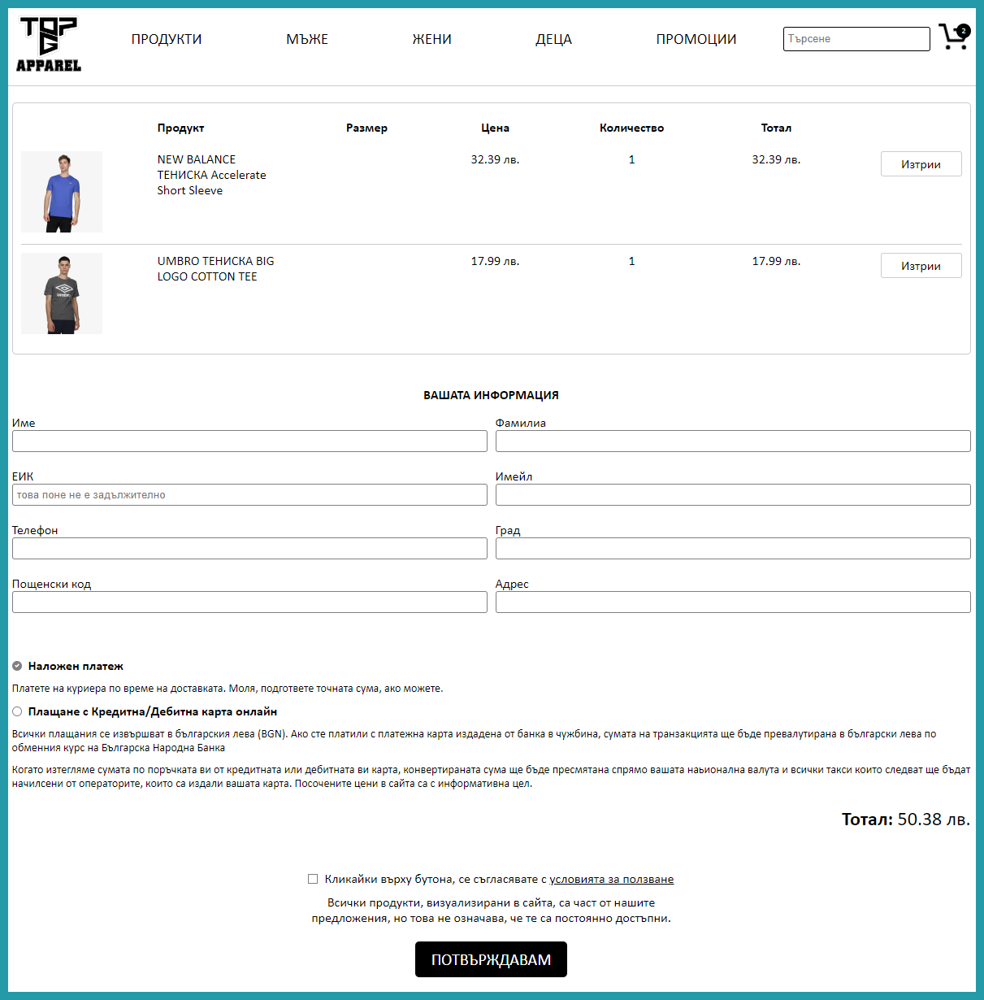 TOP G
APPAREL
ПРОДУКТИ МЪЖЕ ЖЕНИ ДЕЦА ПРОМОЦИИ Търсене 2
Продукт Размер Цена Количество Тотал
NEW BALANCE 32.39 лв. 1 32.39 лв. Изтрии
ТЕНИСКА Accelerate
Short Sleeve
UMBRO ТЕНИСКА BIG 17.99 лв. 1 17.99 лв. Изтрии
LOGO COTTON TEE
umbro
ВАШАТА ИНФОРМАЦИЯ
Име Фамилиа
ЕИК Имейл
това поне не е задължително
Телефон Град
Пощенски код Адрес
Наложен платеж
Платете на куриера по време на доставката. Моля, подгответе точната сума, ако можете.
Плащане с Кредитна/Дебитна карта онлайн
Всички плащания се извършват в българския лева (BGN). Ако сте платили с платежна карта издадена от банка в чужбина, сумата на транзакцията ще бъде превалутирана в български лева по
обменния курс на Българска Народна Банка
Когато изтегляме сумата по поръчката ви от кредитната или дебитната ви карта, конвертираната сума ще бъде пресмятана спрямо вашата наьионална валута и всички такси които следват ще бъдат
начилсени от операторите, които са издали вашата карта. Посочените цени в сайта са с информативна цел.
Тотал: 50.38 лв.
Кликайки върху бутона, се съгласявате с условията за ползване
Всички продукти, визуализирани в сайта, са част от нашите
предложения, но това не означава, че те са постоянно достъпни.
ПОТВЪРЖДАВАМ